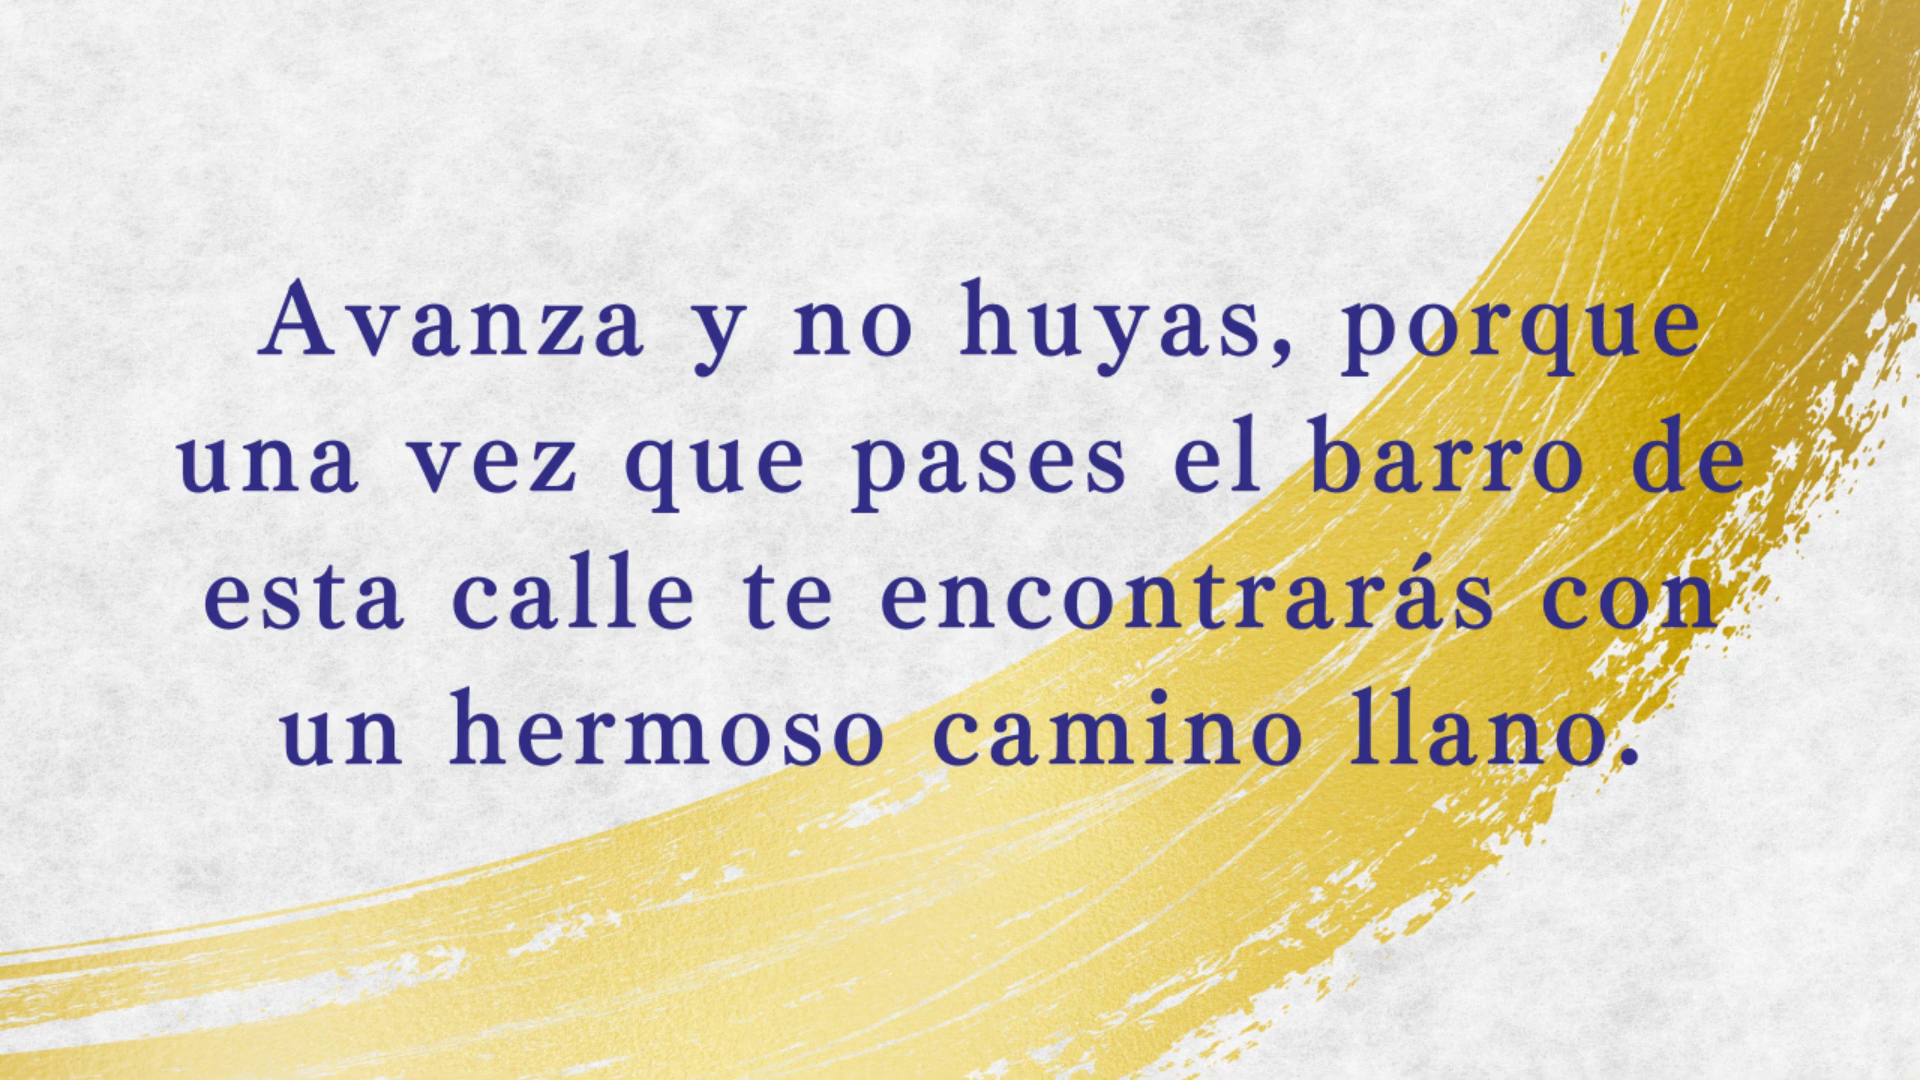 Avanza y no huyas, porque
una vez que pases el barro de
esta calle te encontrarás con
un hermoso camino llano.